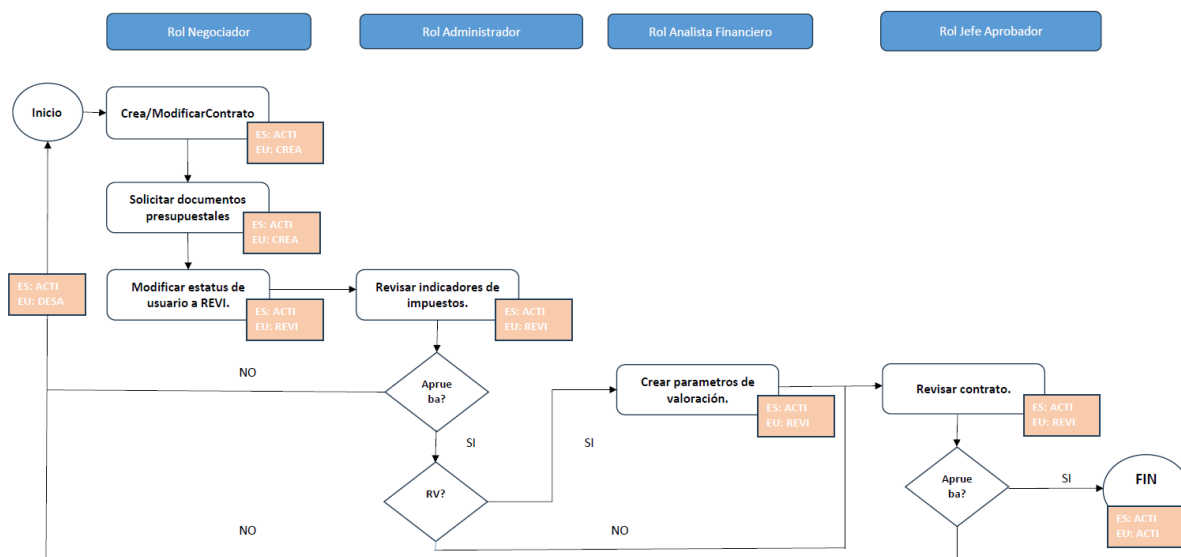 Rol Negociador
Rol Administrador
Rol Analista Financiero
Rol Jefe Aprobador
Inicio
Crea/ModificarContrato
ES: ACTI
EU: CREA
Solicitar documentos
presupuestales
ES: ACTI
EU: CREA
ES: ACTI
EU: DESA
Modificar estatus de
usuario a REVI.
ES: ACTI
EU: REVI
Revisar indicadores de
impuestos.
ES: ACTI
EU: REVI
NO
Aprue
ba?
SI
Crear parametros de
valoración.
ES: ACTI
EU: REVI
Revisar contrato.
ES: ACTI
EU: REVI
SI
RV?
NO
NO
Aprue
ba?
SI
FIN
ES: ACTI
EU: ACTI